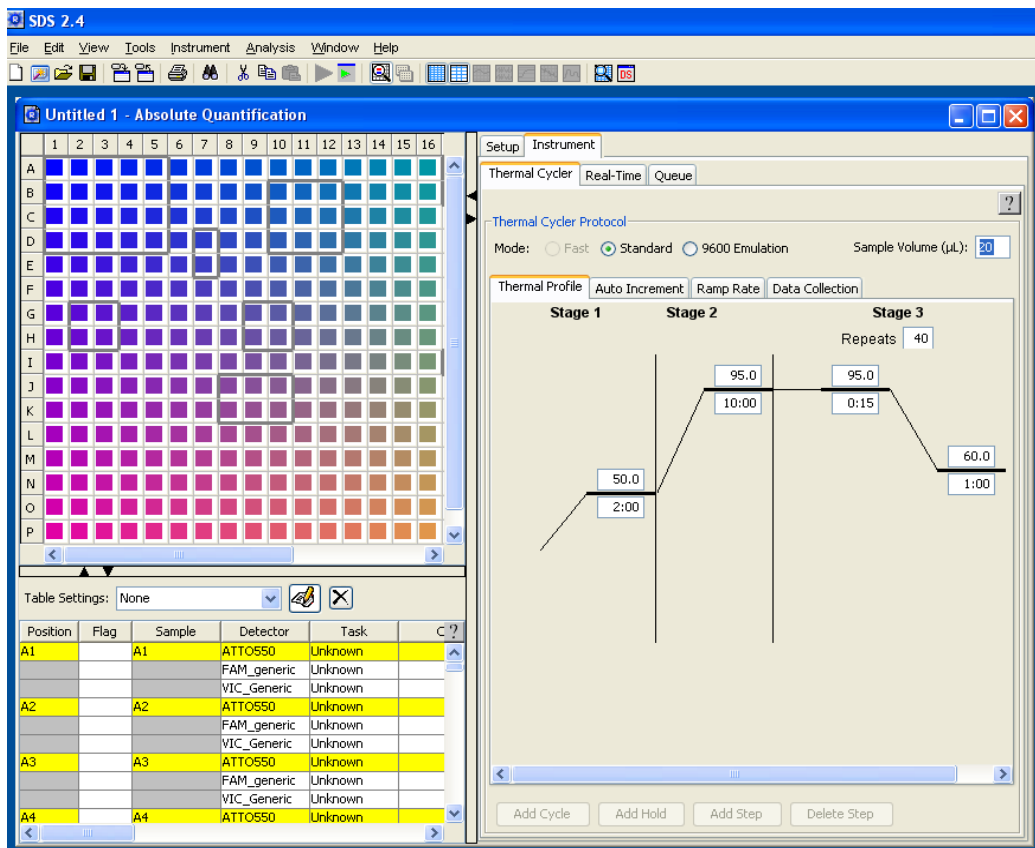 SDS 2.4
File Edit View Tools Instrument Analysis Window Help
DS
Untitled 1 - Absolute Quantification
1 2 3 4 5 6 7 8 9 10 11 12 13 14 15 16
A
B
C
D
E
F
G
H
I
J
K
L
M
N
O
P
Table Settings: None
Position Flag Sample Detector Task C ?
A1 A1 ATTO550 Unknown
FAM_generic Unknown
VIC_Generic Unknown
A2 A2 ATTO550 Unknown
FAM_generic Unknown
VIC_Generic Unknown
A3 A3 ATTO550 Unknown
FAM_generic Unknown
VIC_Generic Unknown
A4 A4 ATTO550 Unknown
Setup Instrument
Thermal Cycler Real-Time Queue
?
Thermal Cycler Protocol
Mode: Fast Standard 9600 Emulation Sample Volume (µL): 20
Thermal Profile Auto Increment Ramp Rate Data Collection
Stage 1 Stage 2 Stage 3
Repeats 40
95.0 95.0
10:00 0:15
60.0
1:00
50.0
2:00
Add Cycle Add Hold Add Step Delete Step